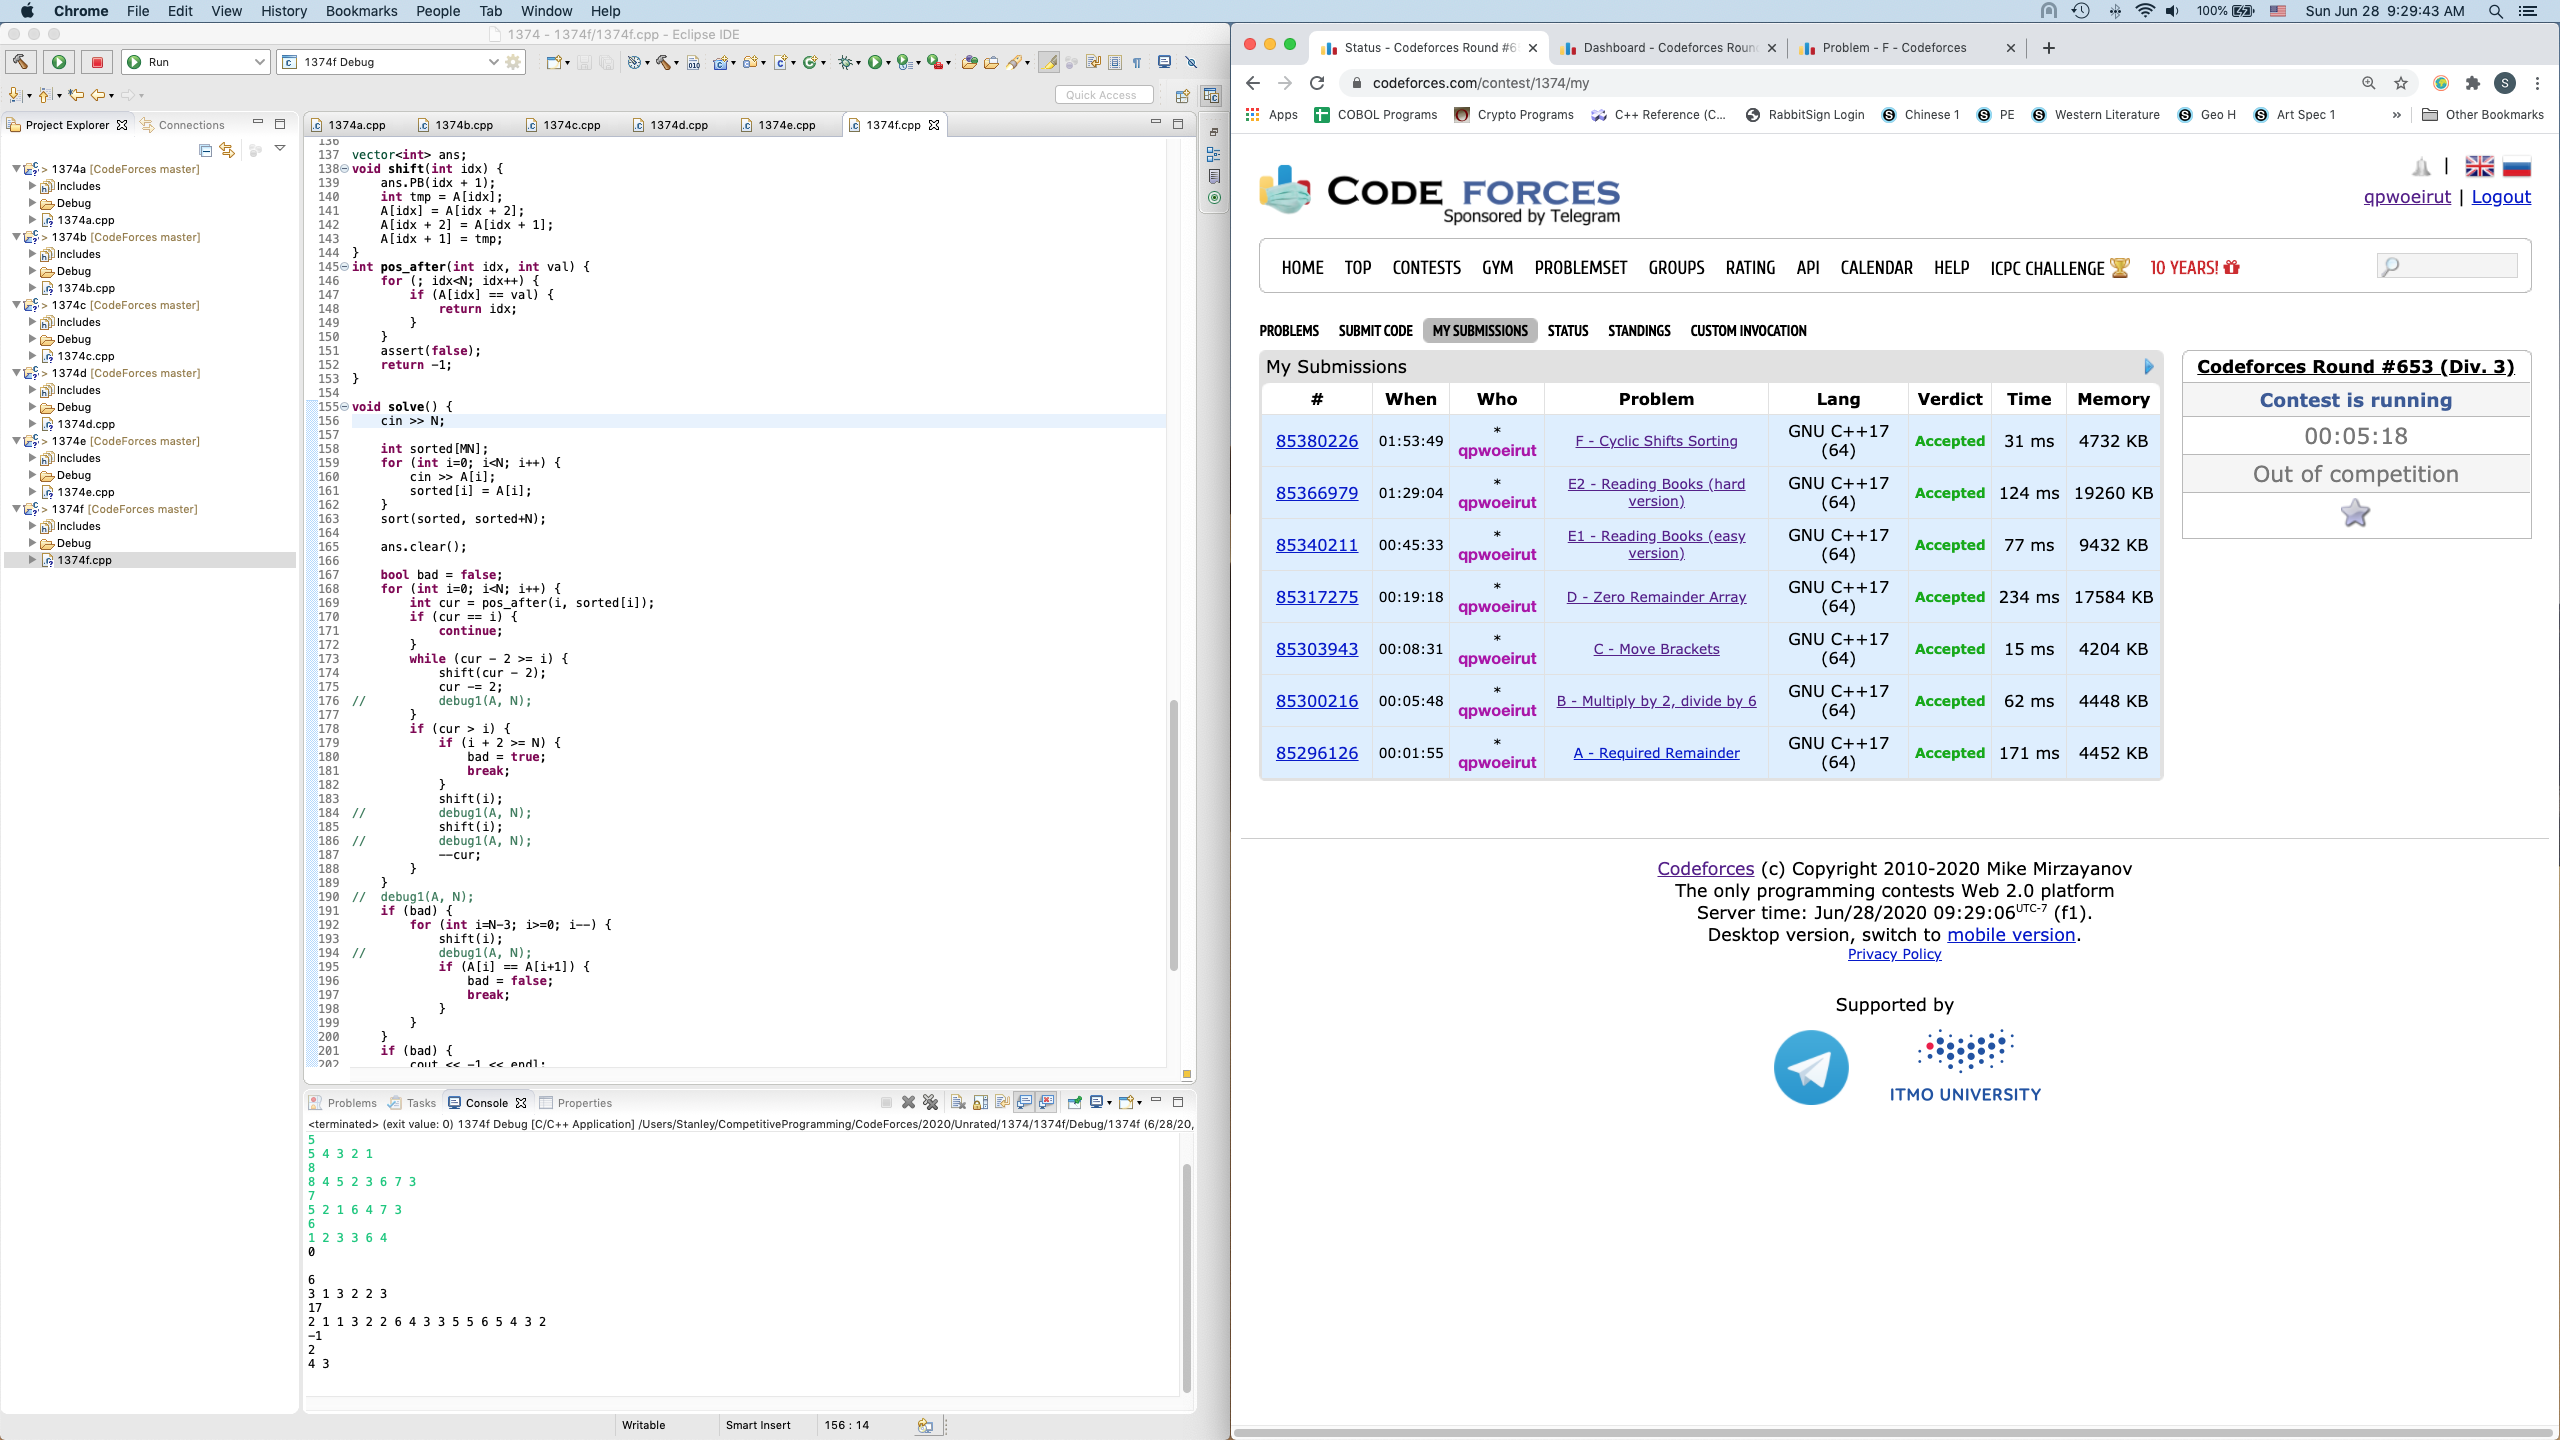 Chrome File Edit View History Bookmarks People Tab Window Help
100% Sun Jun 28 9:29:43 AM
1374 - 1374f/1374f.cpp - Eclipse IDE
Run
1374f Debug
Quick Access
Project Explorer
Connections
> 1374a [CodeForces master]
Includes
Debug
1374a.cpp
> 1374b [CodeForces master]
Includes
Debug
1374b.cpp
> 1374c [CodeForces master]
Includes
Debug
1374c.cpp
> 1374d [CodeForces master]
Includes
Debug
1374d.cpp
> 1374e [CodeForces master]
Includes
Debug
1374e.cpp
> 1374f [CodeForces master]
Includes
Debug
1374f.cpp
1374a.cpp 1374b.cpp 1374c.cpp 1374d.cpp 1374e.cpp 1374f.cpp
136
137 vector<int> ans;
138 void shift(int idx) {
139 ans.PB(idx + 1);
140 int tmp = A[idx];
141 A[idx] = A[idx + 2];
142 A[idx + 2] = A[idx + 1];
143 A[idx + 1] = tmp;
144 }
145 int pos_after(int idx, int val) {
146 for (; idx<N; idx++) {
147 if (A[idx] == val) {
148 return idx;
149 }
150 }
151 assert(false);
152 return -1;
153 }
154
155 void solve() {
156 cin >> N;
157
158 int sorted[MN];
159 for (int i=0; i<N; i++) {
160 cin >> A[i];
161 sorted[i] = A[i];
162 }
163 sort(sorted, sorted+N);
164
165 ans.clear();
166
167 bool bad = false;
168 for (int i=0; i<N; i++) {
169 int cur = pos_after(i, sorted[i]);
170 if (cur == i) {
171 continue;
172 }
173 while (cur - 2 >= i) {
174 shift(cur - 2);
175 cur -= 2;
176 // debug1(A, N);
177 }
178 if (cur > i) {
179 if (i + 2 >= N) {
180 bad = true;
181 break;
182 }
183 shift(i);
184 // debug1(A, N);
185 shift(i);
186 // debug1(A, N);
187 --cur;
188 }
189 }
190 // debug1(A, N);
191 if (bad) {
192 for (int i=N-3; i>=0; i--) {
193 shift(i);
194 // debug1(A, N);
195 if (A[i] == A[i+1]) {
196 bad = false;
197 break;
198 }
199 }
200 }
201 if (bad) {
202 cout << -1 << endl;
Problems Tasks Console Properties
<terminated> (exit value: 0) 1374f Debug [C/C++ Application] /Users/Stanley/CompetitiveProgramming/CodeForces/2020/Unrated/1374/1374f/Debug/1374f (6/28/20,
5
5 4 3 2 1
8
8 4 5 2 3 6 7 3
7
5 2 1 6 4 7 3
6
1 2 3 3 6 4
0
6
3 1 3 2 2 3
17
2 1 1 3 2 2 6 4 3 3 5 5 6 5 4 3 2
-1
2
4 3
Writable Smart Insert 156 : 14
Status - Codeforces Round #6 Dashboard - Codeforces Roun Problem - F - Codeforces
codeforces.com/contest/1374/my
S
Apps COBOL Programs Crypto Programs C++ Reference (C... RabbitSign Login Chinese 1 PE Western Literature Geo H Art Spec 1 » Other Bookmarks
CODE FORCES
Sponsored by Telegram
|
qpwoeirut | Logout
HOME TOP CONTESTS GYM PROBLEMSET GROUPS RATING API CALENDAR HELP ICPC CHALLENGE 10 YEARS!
PROBLEMS SUBMIT CODE MY SUBMISSIONS STATUS STANDINGS CUSTOM INVOCATION
My Submissions
# When Who Problem Lang Verdict Time Memory
85380226 01:53:49 * qpwoeirut F - Cyclic Shifts Sorting GNU C++17 (64) Accepted 31 ms 4732 KB
85366979 01:29:04 * qpwoeirut E2 - Reading Books (hard version) GNU C++17 (64) Accepted 124 ms 19260 KB
85340211 00:45:33 * qpwoeirut E1 - Reading Books (easy version) GNU C++17 (64) Accepted 77 ms 9432 KB
85317275 00:19:18 * qpwoeirut D - Zero Remainder Array GNU C++17 (64) Accepted 234 ms 17584 KB
85303943 00:08:31 * qpwoeirut C - Move Brackets GNU C++17 (64) Accepted 15 ms 4204 KB
85300216 00:05:48 * qpwoeirut B - Multiply by 2, divide by 6 GNU C++17 (64) Accepted 62 ms 4448 KB
85296126 00:01:55 * qpwoeirut A - Required Remainder GNU C++17 (64) Accepted 171 ms 4452 KB
Codeforces Round #653 (Div. 3)
Contest is running
00:05:18
Out of competition
Codeforces (c) Copyright 2010-2020 Mike Mirzayanov
The only programming contests Web 2.0 platform
Server time: Jun/28/2020 09:29:06UTC-7 (f1).
Desktop version, switch to mobile version.
Privacy Policy
Supported by
ITMO UNIVERSITY